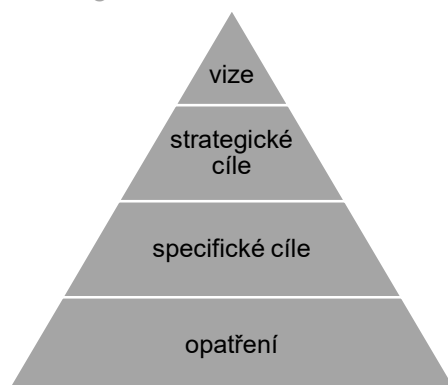 vize
strategické
cíle
specifické cíle
opatření